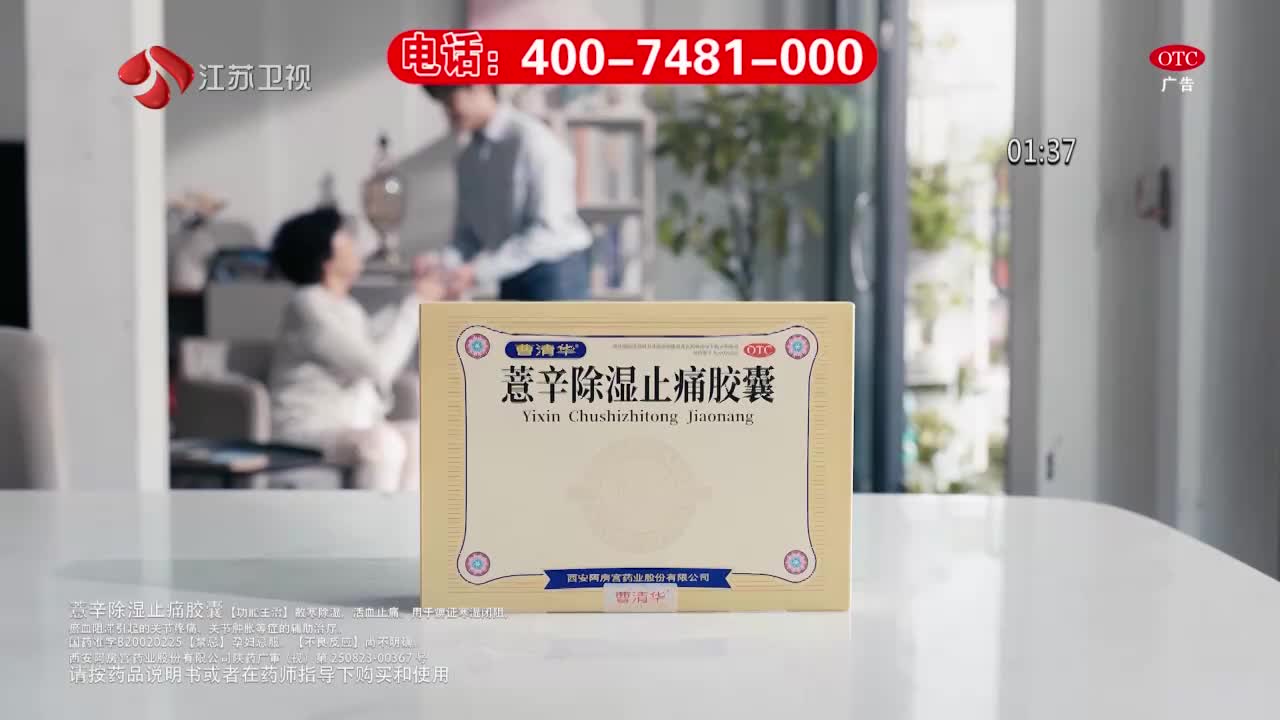 电话：400-7481-000
江苏卫视
OTC
广告
01:37
曹清华
OTC
薏辛除湿止痛胶囊
Yixin Chushizhitong Jiaonang
西安阿房宫药业股份有限公司
曹清华
薏辛除湿止痛胶囊【功能主治】散寒除湿，活血止痛。用于痹证寒湿闭阻，
瘀血阻滞引起的关节疼痛，关节肿胀等症的辅助治疗。
国药准字B20020225【禁忌】孕妇忌服。【不良反应】尚不明确。
西安阿房宫药业股份有限公司陕药广审（视）第250823-00367号
请按药品说明书或者在药师指导下购买和使用